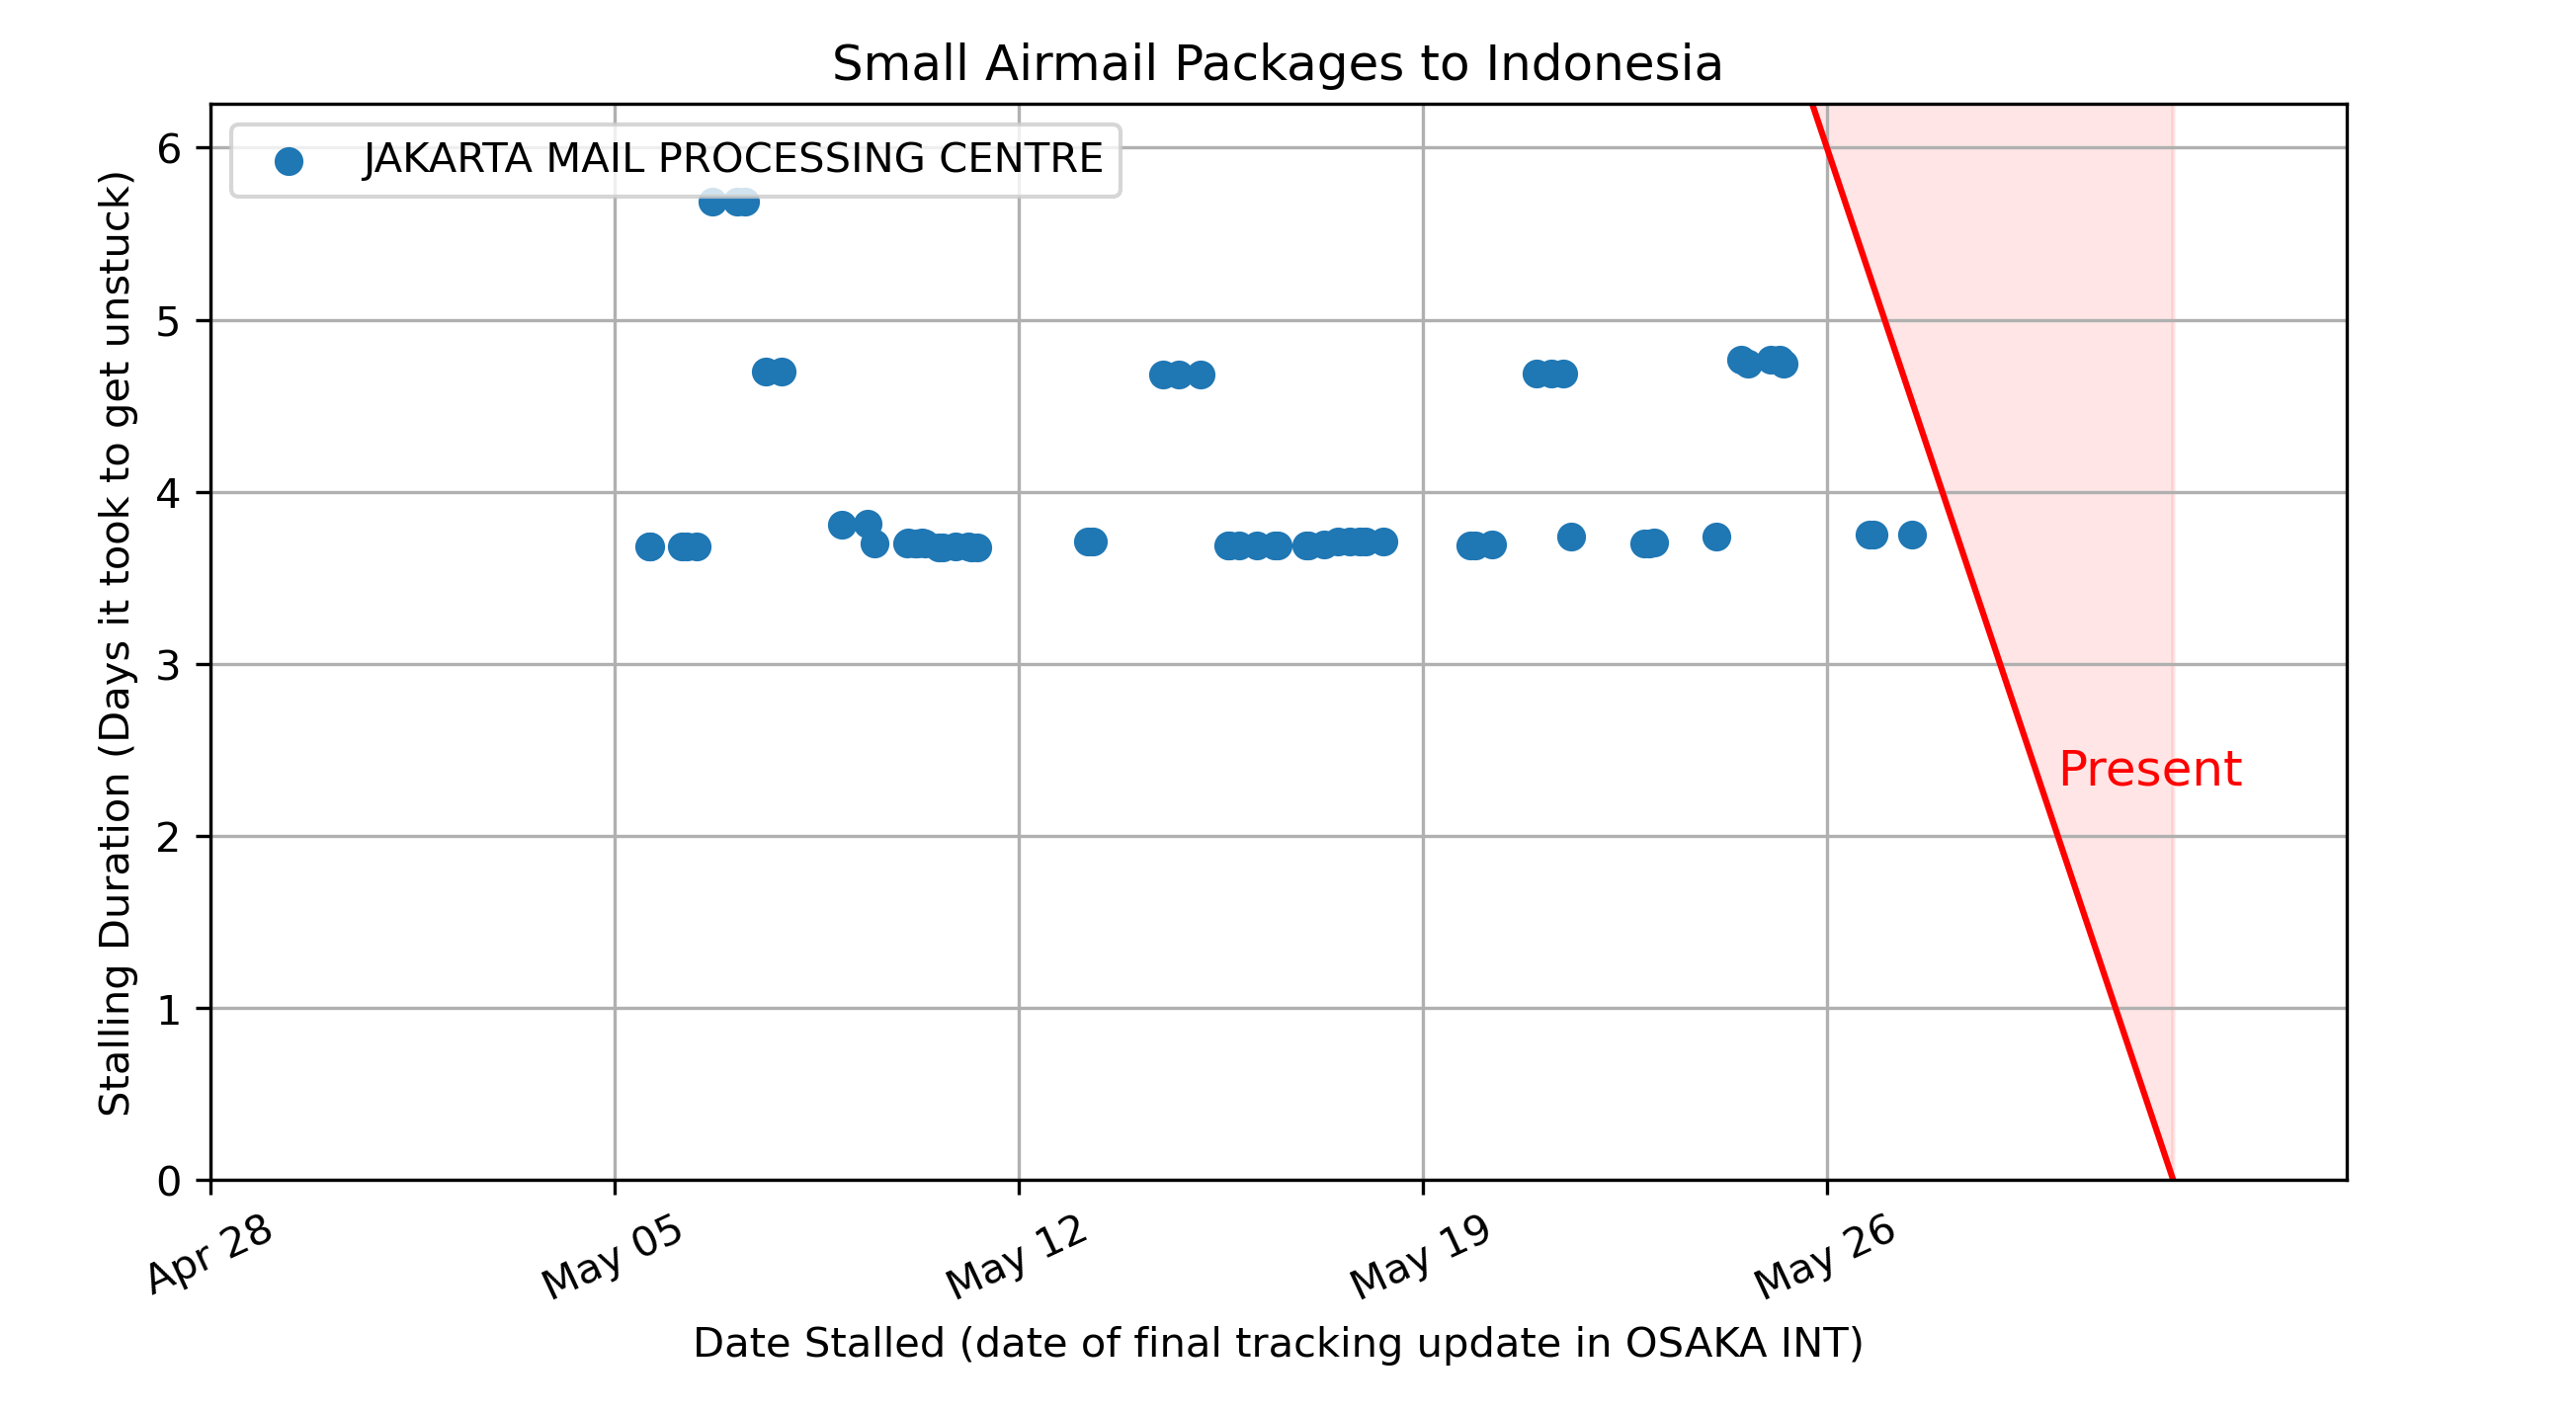 Small Airmail Packages to Indonesia
JAKARTA MAIL PROCESSING CENTRE
Stalling Duration (Days it took to get unstuck)
6
5
4
3
2
1
0
Present
Apr 28
May 05
May 12
May 19
May 26
Date Stalled (date of final tracking update in OSAKA INT)